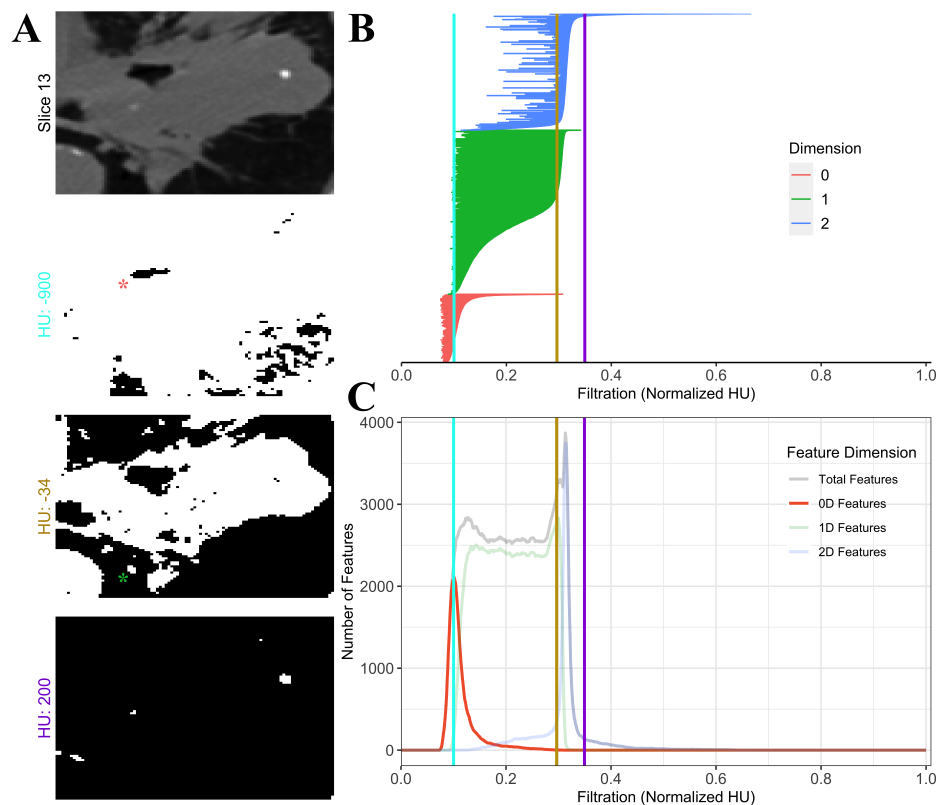 A
Slice 13
HU: -900
*
HU: -34
*
HU: 200
B
Dimension
0
1
2
0.0 0.2 0.4 0.6 0.8 1.0
Filtration (Normalized HU)
C
Number of Features
4000
3000
2000
1000
0
Feature Dimension
Total Features
0D Features
1D Features
2D Features
0.0 0.2 0.4 0.6 0.8 1.0
Filtration (Normalized HU)